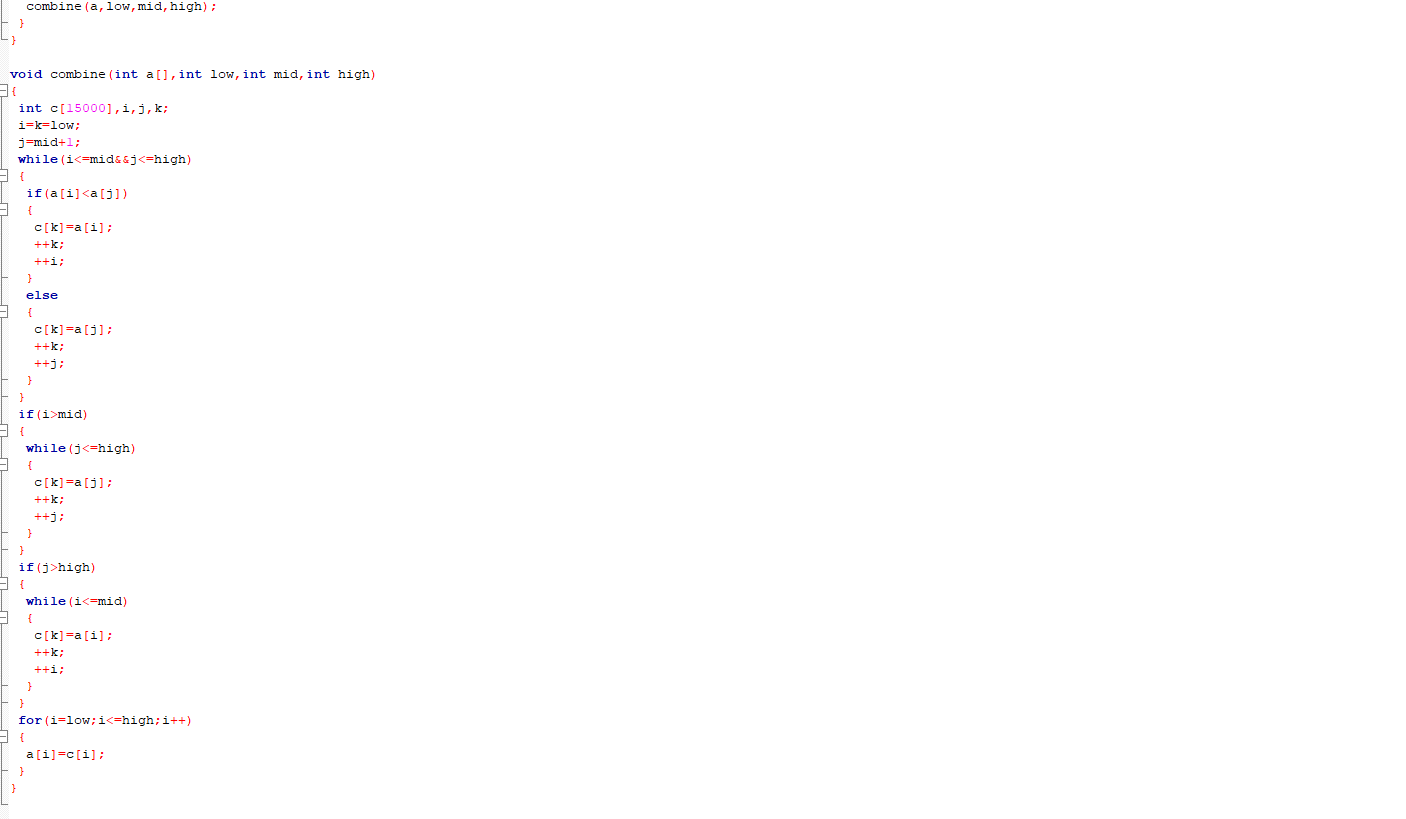 combine(a,low,mid,high);
}
}
void combine(int a[],int low,int mid,int high)
{
int c[15000],i,j,k;
i=k=low;
j=mid+1;
while(i<=mid&&j<=high)
{
if(a[i]<a[j])
{
c[k]=a[i];
++k;
++i;
}
else
{
c[k]=a[j];
++k;
++j;
}
}
if(i>mid)
{
while(j<=high)
{
c[k]=a[j];
++k;
++j;
}
}
if(j>high)
{
while(i<=mid)
{
c[k]=a[i];
++k;
++i;
}
}
for(i=low;i<=high;i++)
{
a[i]=c[i];
}
}